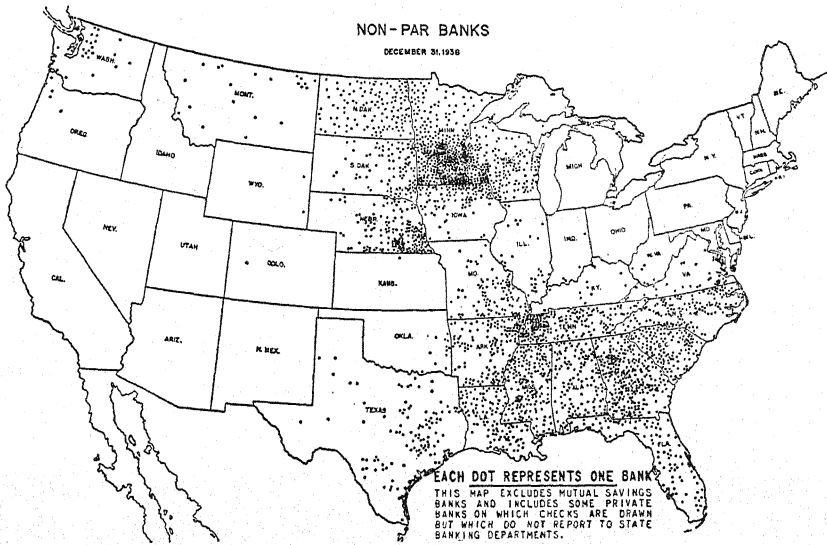 NON-PAR BANKS
DECEMBER 31, 1938
WASH.
MONT.
N.DAK
MINN
ME.
VT
N.H.
OREG
IDAHO
S.DAK
WIS.
MICH
N.Y.
MASS
CONN
R.I.
WYO.
IOWA
PA.
N.J.
NEV.
NEBR
ILL.
IND.
OHIO
MD
DEL.
UTAH
COLO.
W.VA
VA
CAL.
KANS.
MO.
KY.
N.C.
TENN
ARIZ.
N. MEX.
OKLA.
ARK
TEXAS
ALA
FLA
EACH DOT REPRESENTS ONE BANK
THIS MAP EXCLUDES MUTUAL SAVINGS
BANKS AND INCLUDES SOME PRIVATE
BANKS ON WHICH CHECKS ARE DRAWN
BUT WHICH DO NOT REPORT TO STATE
BANKING DEPARTMENTS.